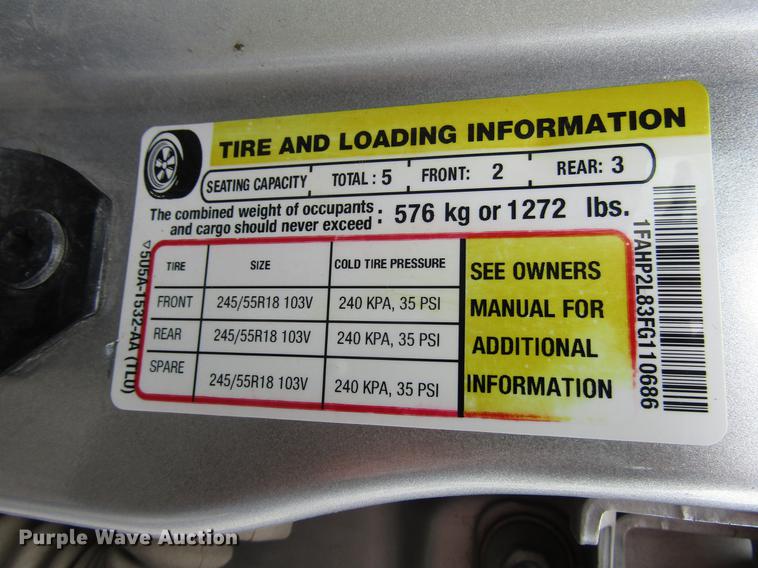 TIRE AND LOADING INFORMATION
SEATING CAPACITY TOTAL : 5 FRONT: 2 REAR: 3
The combined weight of occupants
and cargo should never exceed : 576 kg or 1272 lbs.
TIRE SIZE COLD TIRE PRESSURE
FRONT 245/55R18 103V 240 KPA, 35 PSI
REAR 245/55R18 103V 240 KPA, 35 PSI
SPARE 245/55R18 103V 240 KPA, 35 PSI
SEE OWNERS
MANUAL FOR
ADDITIONAL
INFORMATION
505A-1532-AA (TL0)
1FAHP2L83FG110686
Purple Wave Auction